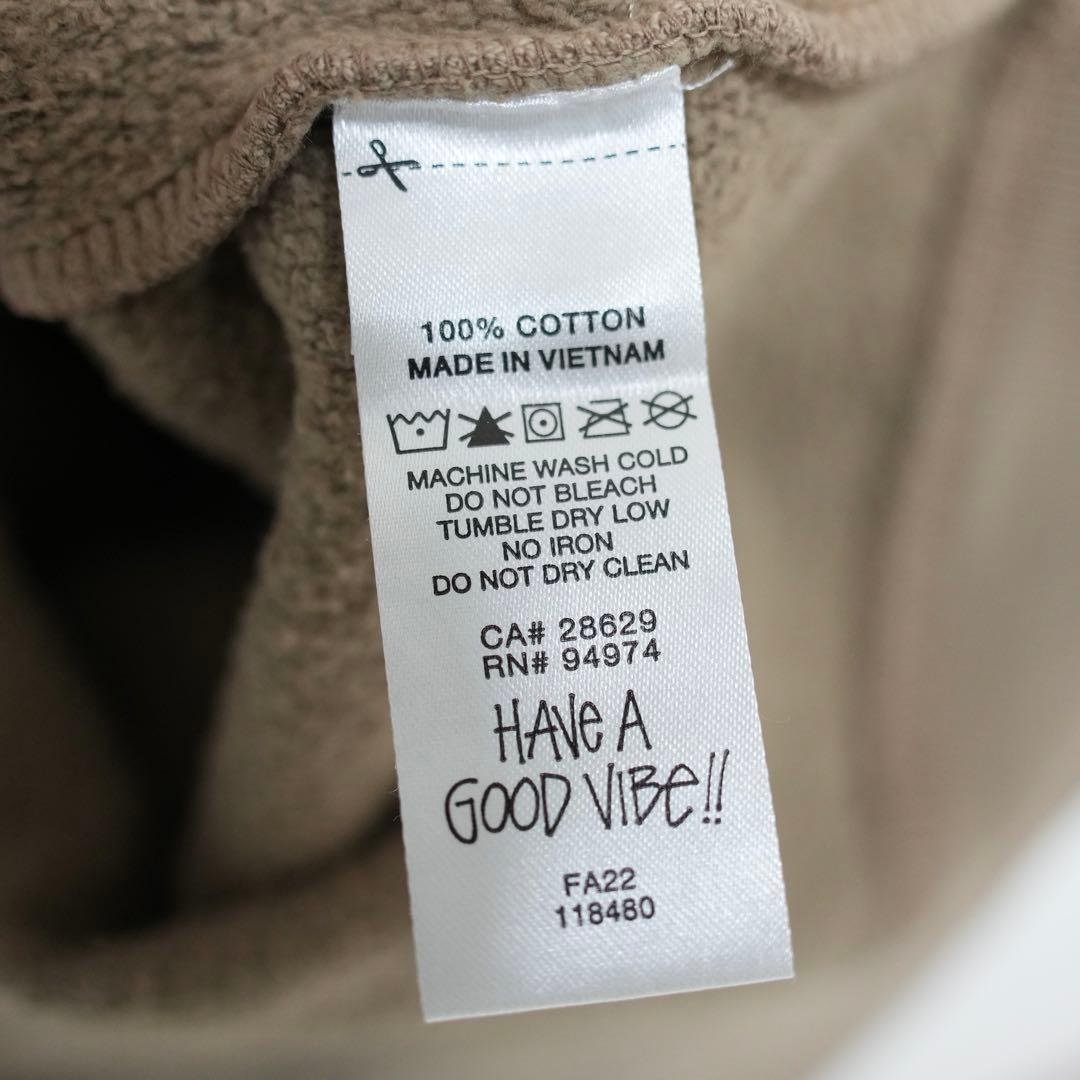 100% COTTON
MADE IN VIETNAM
MACHINE WASH COLD
DO NOT BLEACH
TUMBLE DRY LOW
NO IRON
DO NOT DRY CLEAN
CA# 28629
RN# 94974
HAVe A
GOOD VIBe!!
FA22
118480